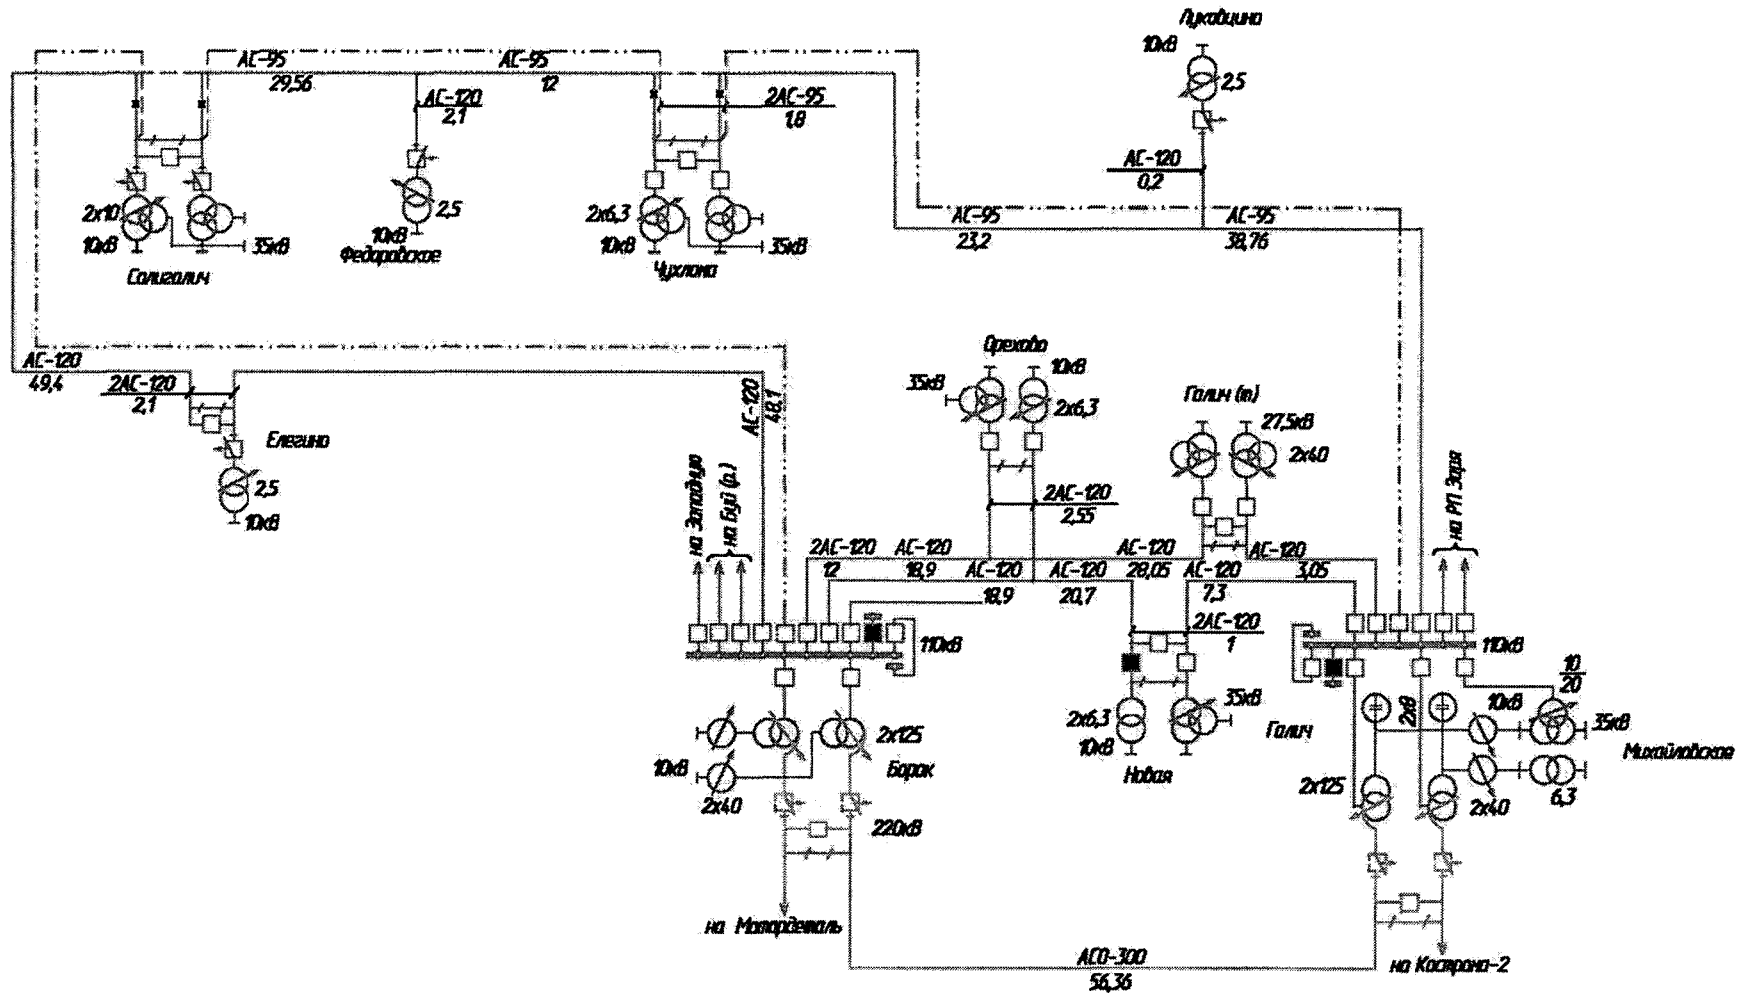 Луковцино
10кВ
2,5
АС-120
0,2
АС-95
29,56
АС-95
12
АС-120
2,1
2АС-95
1,8
2х10
10кВ
35кВ
Солигалич
2,5
10кВ
Федоровское
2х6,3
10кВ
35кВ
Чухлома
АС-95
23,2
АС-95
38,76
АС-120
49,4
2АС-120
2,1
Елегино
2,5
10кВ
АС-120
48,1
Орехово
35кВ
10кВ
2х6,3
2АС-120
2,55
Галич (т)
27,5кВ
2х40
на Западную
на Буй (р.)
на РП Заря
2АС-120
12
АС-120
18,9
АС-120
18,9
АС-120
20,7
АС-120
28,05
АС-120
7,3
АС-120
3,05
2АС-120
1
110кВ
110кВ
2х6,3
10кВ
35кВ
Новая
Галич
2х8
10кВ
10
20
35кВ
Михайловское
6,3
2х125
2х40
10кВ
2х40
2х125
Борок
220кВ
на Мотордеталь
АСО-300
56,36
на Кострома-2